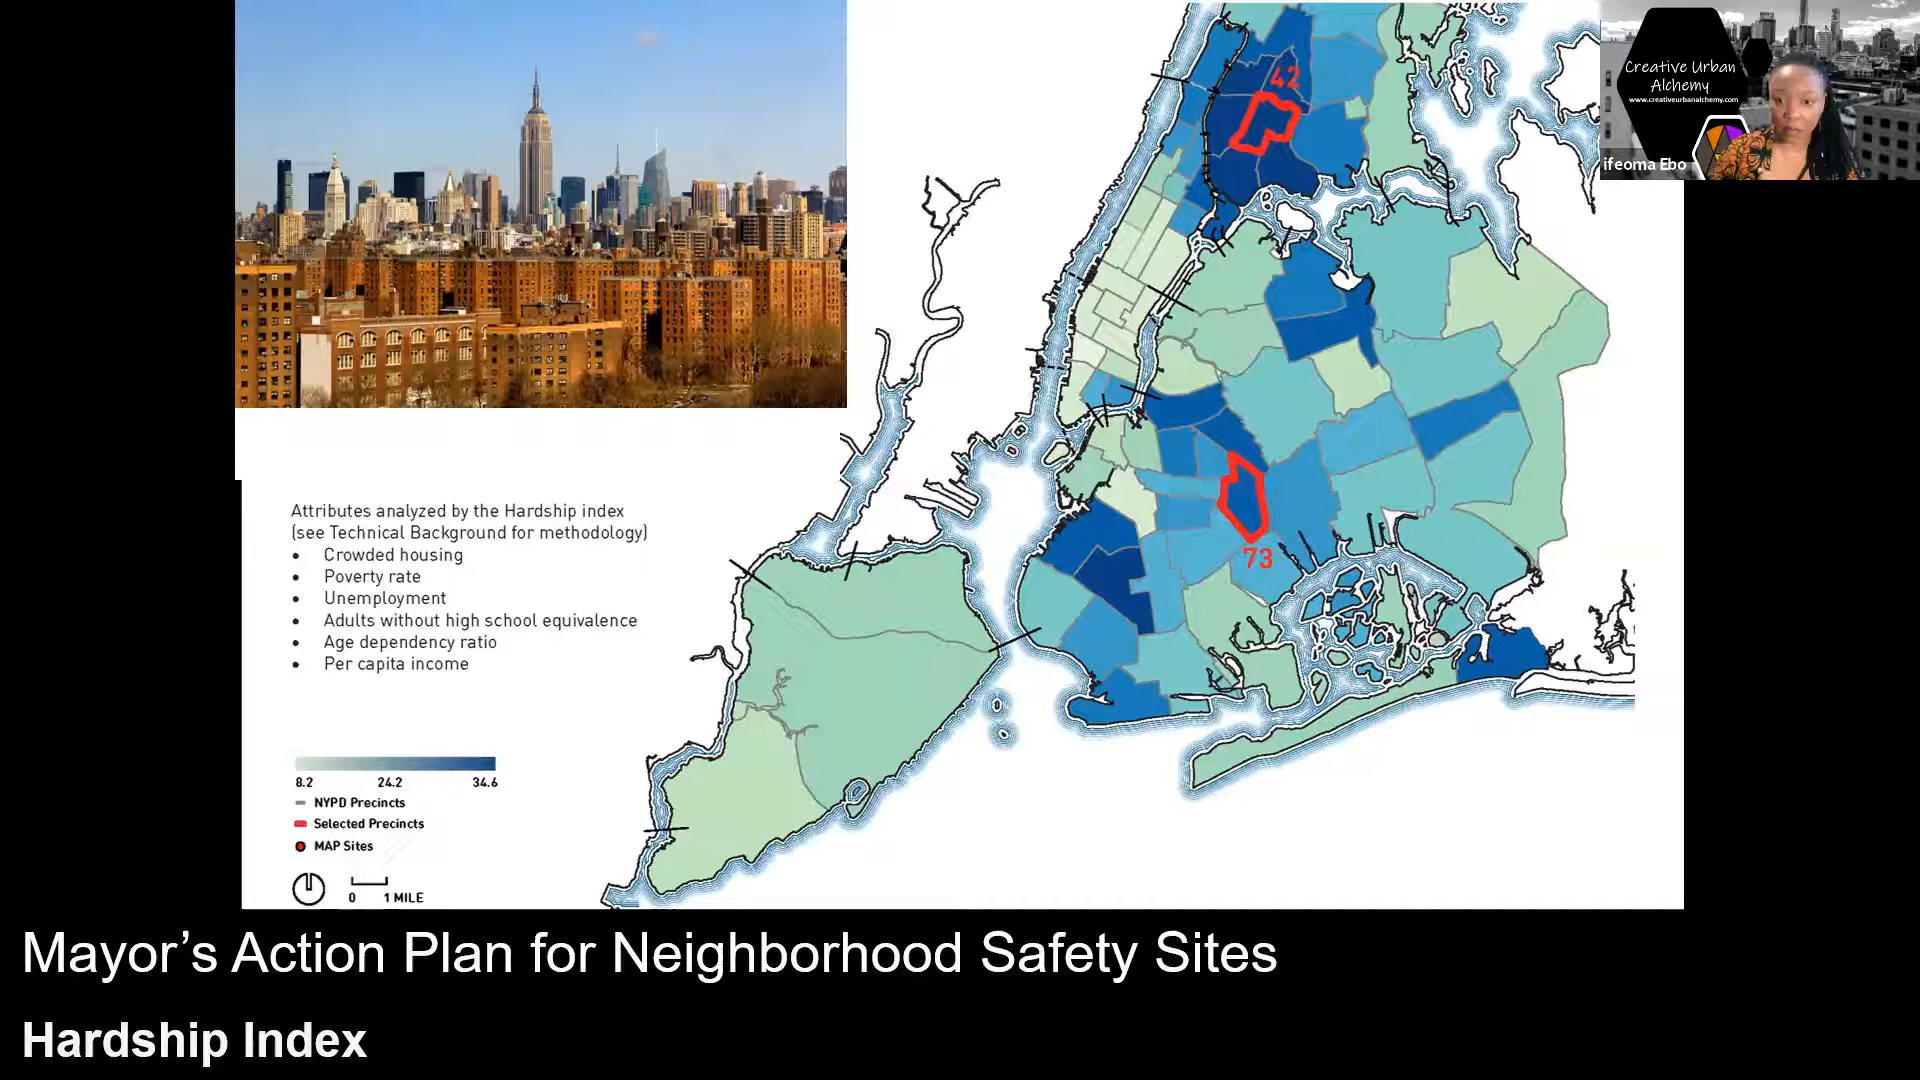 42
Creative Urban
Alchemy
www.creativeurbanalchemy.com
ifeoma Ebo
73
Attributes analyzed by the Hardship index
(see Technical Background for methodology)
• Crowded housing
• Poverty rate
• Unemployment
• Adults without high school equivalence
• Age dependency ratio
• Per capita income
8.2 24.2 34.6
NYPD Precincts
Selected Precincts
MAP Sites
0 1 MILE
Mayor’s Action Plan for Neighborhood Safety Sites
Hardship Index